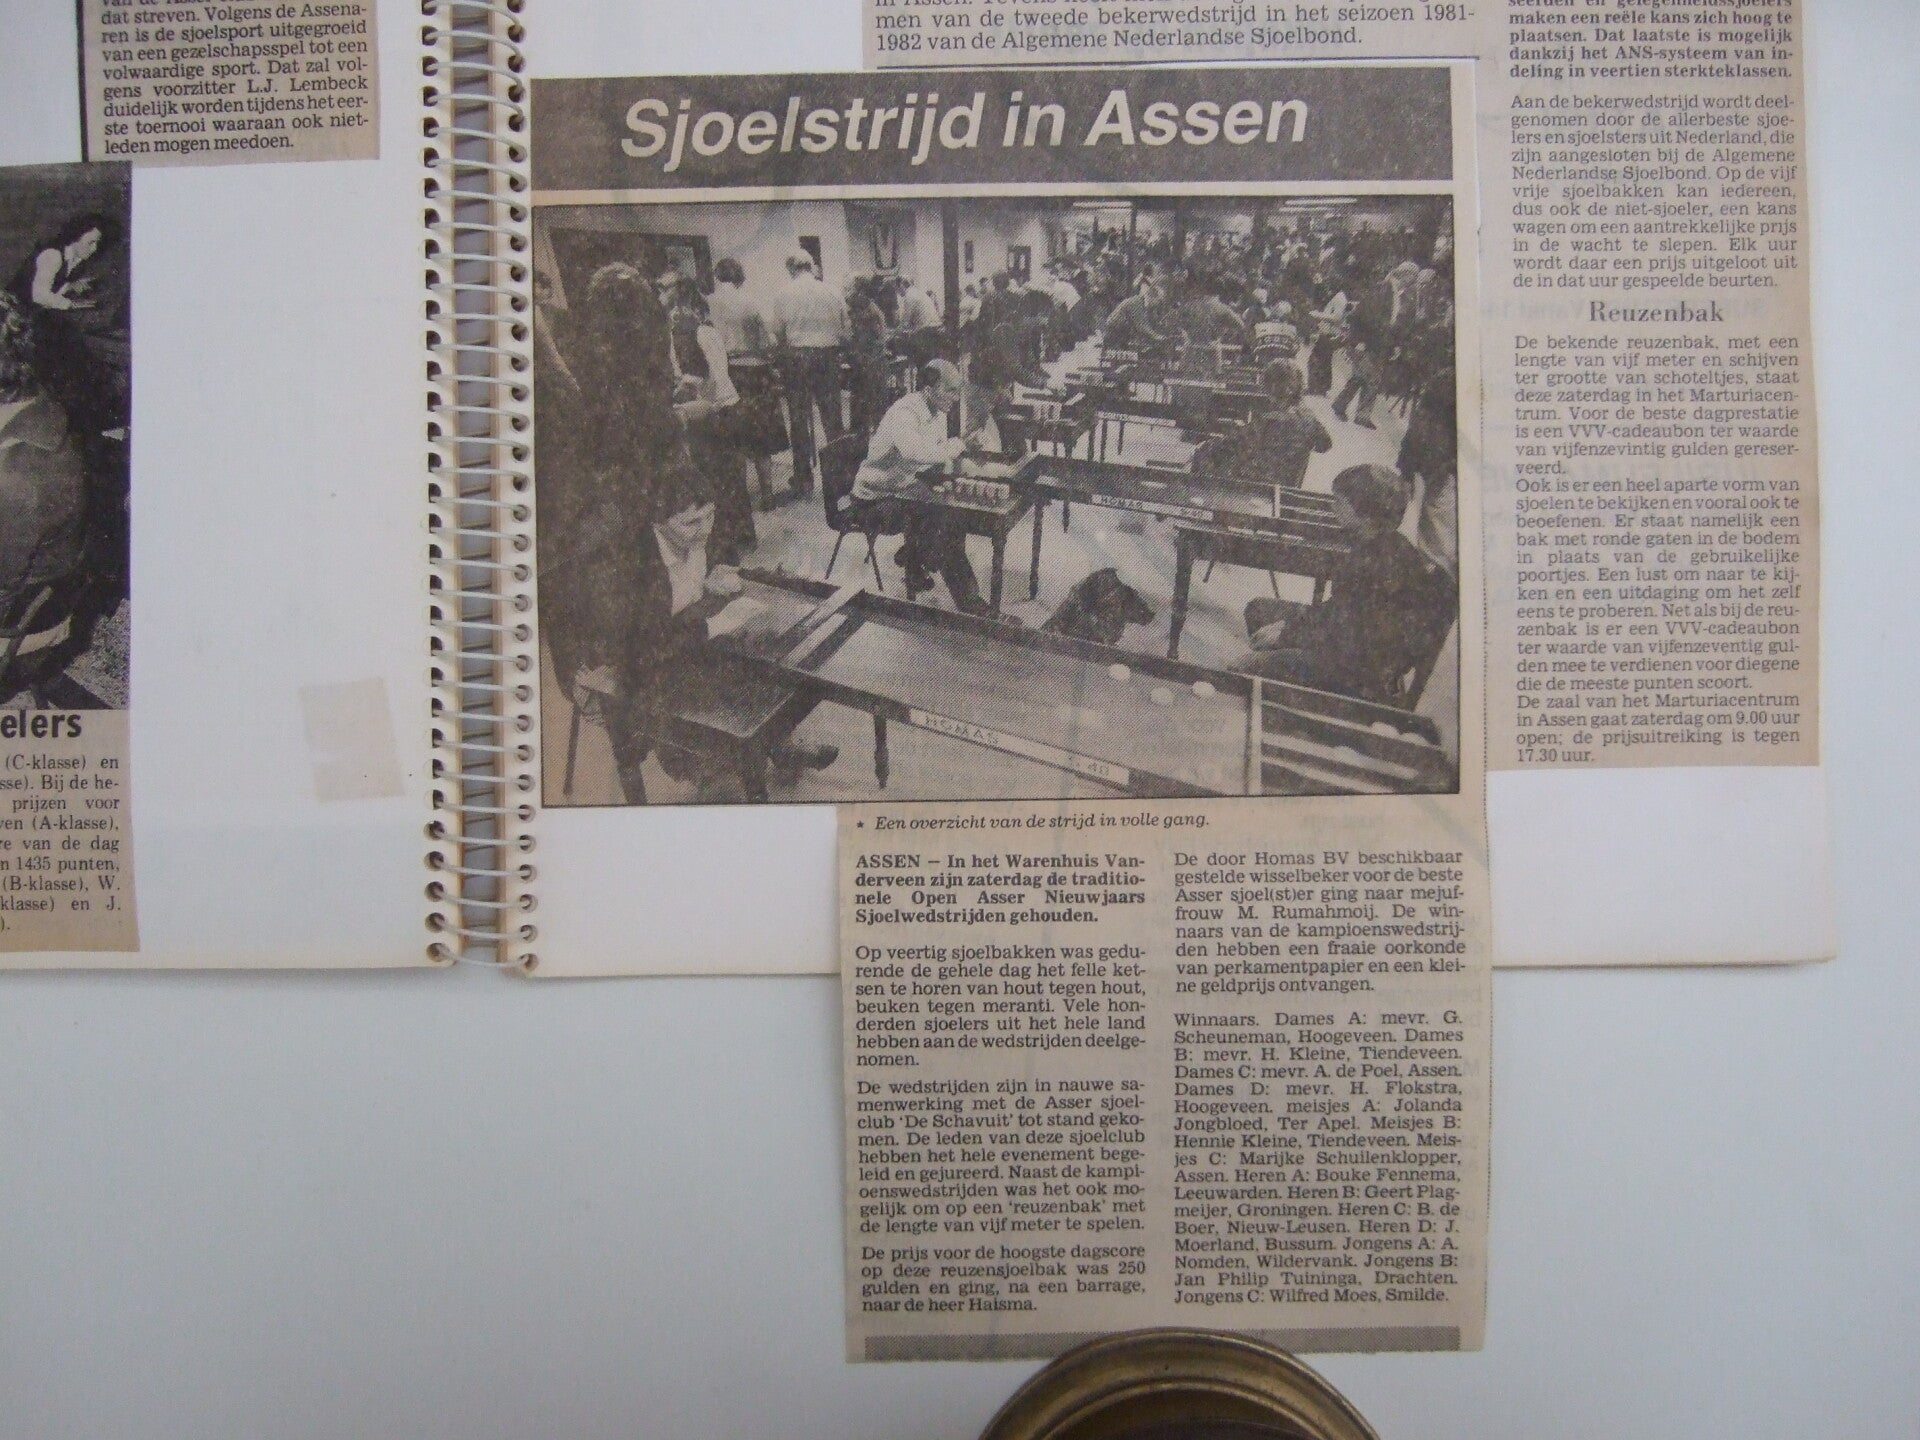 dat streven. Volgens de Assena-
ren is de sjoelsport uitgegroeid
van een gezelschapsspel tot een
volwaardige sport. Dat zal vol-
gens voorzitter L.J. Lembeck
duidelijk worden tijdens het eer-
ste toernooi waaraan ook niet-
leden mogen meedoen.
elers
(C-klasse) en
sse). Bij de he-
prijzen voor
ven (A-klasse),
re van de dag
n 1435 punten,
(B-klasse), W.
klasse) en J.
).
men van de tweede bekerwedstrijd in het seizoen 1981-
1982 van de Algemene Nederlandse Sjoelbond.
Sjoelstrijd in Assen
HOMAS S 40
HOMAS S 40
* Een overzicht van de strijd in volle gang.
ASSEN — In het Warenhuis Van-
derveen zijn zaterdag de traditio-
nele Open Asser Nieuwjaars
Sjoelwedstrijden gehouden.
Op veertig sjoelbakken was gedu-
rende de gehele dag het felle ket-
sen te horen van hout tegen hout,
beuken tegen meranti. Vele hon-
derden sjoelers uit het hele land
hebben aan de wedstrijden deelge-
nomen.
De wedstrijden zijn in nauwe sa-
menwerking met de Asser sjoel-
club 'De Schavuit' tot stand geko-
men. De leden van deze sjoelclub
hebben het hele evenement bege-
leid en gejureerd. Naast de kampi-
oenswedstrijden was het ook mo-
gelijk om op een 'reuzenbak' met
de lengte van vijf meter te spelen.
De prijs voor de hoogste dagscore
op deze reuzensjoelbak was 250
gulden en ging, na een barrage,
naar de heer Haisma.
De door Homas BV beschikbaar
gestelde wisselbeker voor de beste
Asser sjoel(st)er ging naar mejuf-
frouw M. Rumahmoij. De win-
naars van de kampioenswedstrij-
den hebben een fraaie oorkonde
van perkamentpapier en een klei-
ne geldprijs ontvangen.
Winnaars. Dames A: mevr. G.
Scheuneman, Hoogeveen. Dames
B: mevr. H. Kleine, Tiendeveen.
Dames C: mevr. A. de Poel, Assen.
Dames D: mevr. H. Flokstra,
Hoogeveen. meisjes A: Jolanda
Jongbloed, Ter Apel. Meisjes B:
Hennie Kleine, Tiendeveen. Meis-
jes C: Marijke Schuilenklopper,
Assen. Heren A: Bouke Fennema,
Leeuwarden. Heren B: Geert Plag-
meijer, Groningen. Heren C: B. de
Boer, Nieuw-Leusen. Heren D: J.
Moerland, Bussum. Jongens A: A.
Nomden, Wildervank. Jongens B:
Jan Philip Tuininga, Drachten.
Jongens C: Wilfred Moes, Smilde.
maken een reële kans zich hoog te
plaatsen. Dat laatste is mogelijk
dankzij het ANS-systeem van in-
deling in veertien sterkteklassen.
Aan de bekerwedstrijd wordt deel-
genomen door de allerbeste sjoe-
lers en sjoelsters uit Nederland, die
zijn aangesloten bij de Algemene
Nederlandse Sjoelbond. Op de vijf
vrije sjoelbakken kan iedereen,
dus ook de niet-sjoeler, een kans
wagen om een aantrekkelijke prijs
in de wacht te slepen. Elk uur
wordt daar een prijs uitgeloot uit
de in dat uur gespeelde beurten.
Reuzenbak
De bekende reuzenbak, met een
lengte van vijf meter en schijven
ter grootte van schoteltjes, staat
deze zaterdag in het Marturiacen-
trum. Voor de beste dagprestatie
is een VVV-cadeaubon ter waarde
van vijfenzevintig gulden gereser-
veerd.
Ook is er een heel aparte vorm van
sjoelen te bekijken en vooral ook te
beoefenen. Er staat namelijk een
bak met ronde gaten in de bodem
in plaats van de gebruikelijke
poortjes. Een lust om naar te kij-
ken en een uitdaging om het zelf
eens te proberen. Net als bij de reu-
zenbak is er een VVV-cadeaubon
ter waarde van vijfenzeventig gul-
den mee te verdienen voor diegene
die de meeste punten scoort.
De zaal van het Marturiacentrum
in Assen gaat zaterdag om 9.00 uur
open; de prijsuitreiking is tegen
17.30 uur.